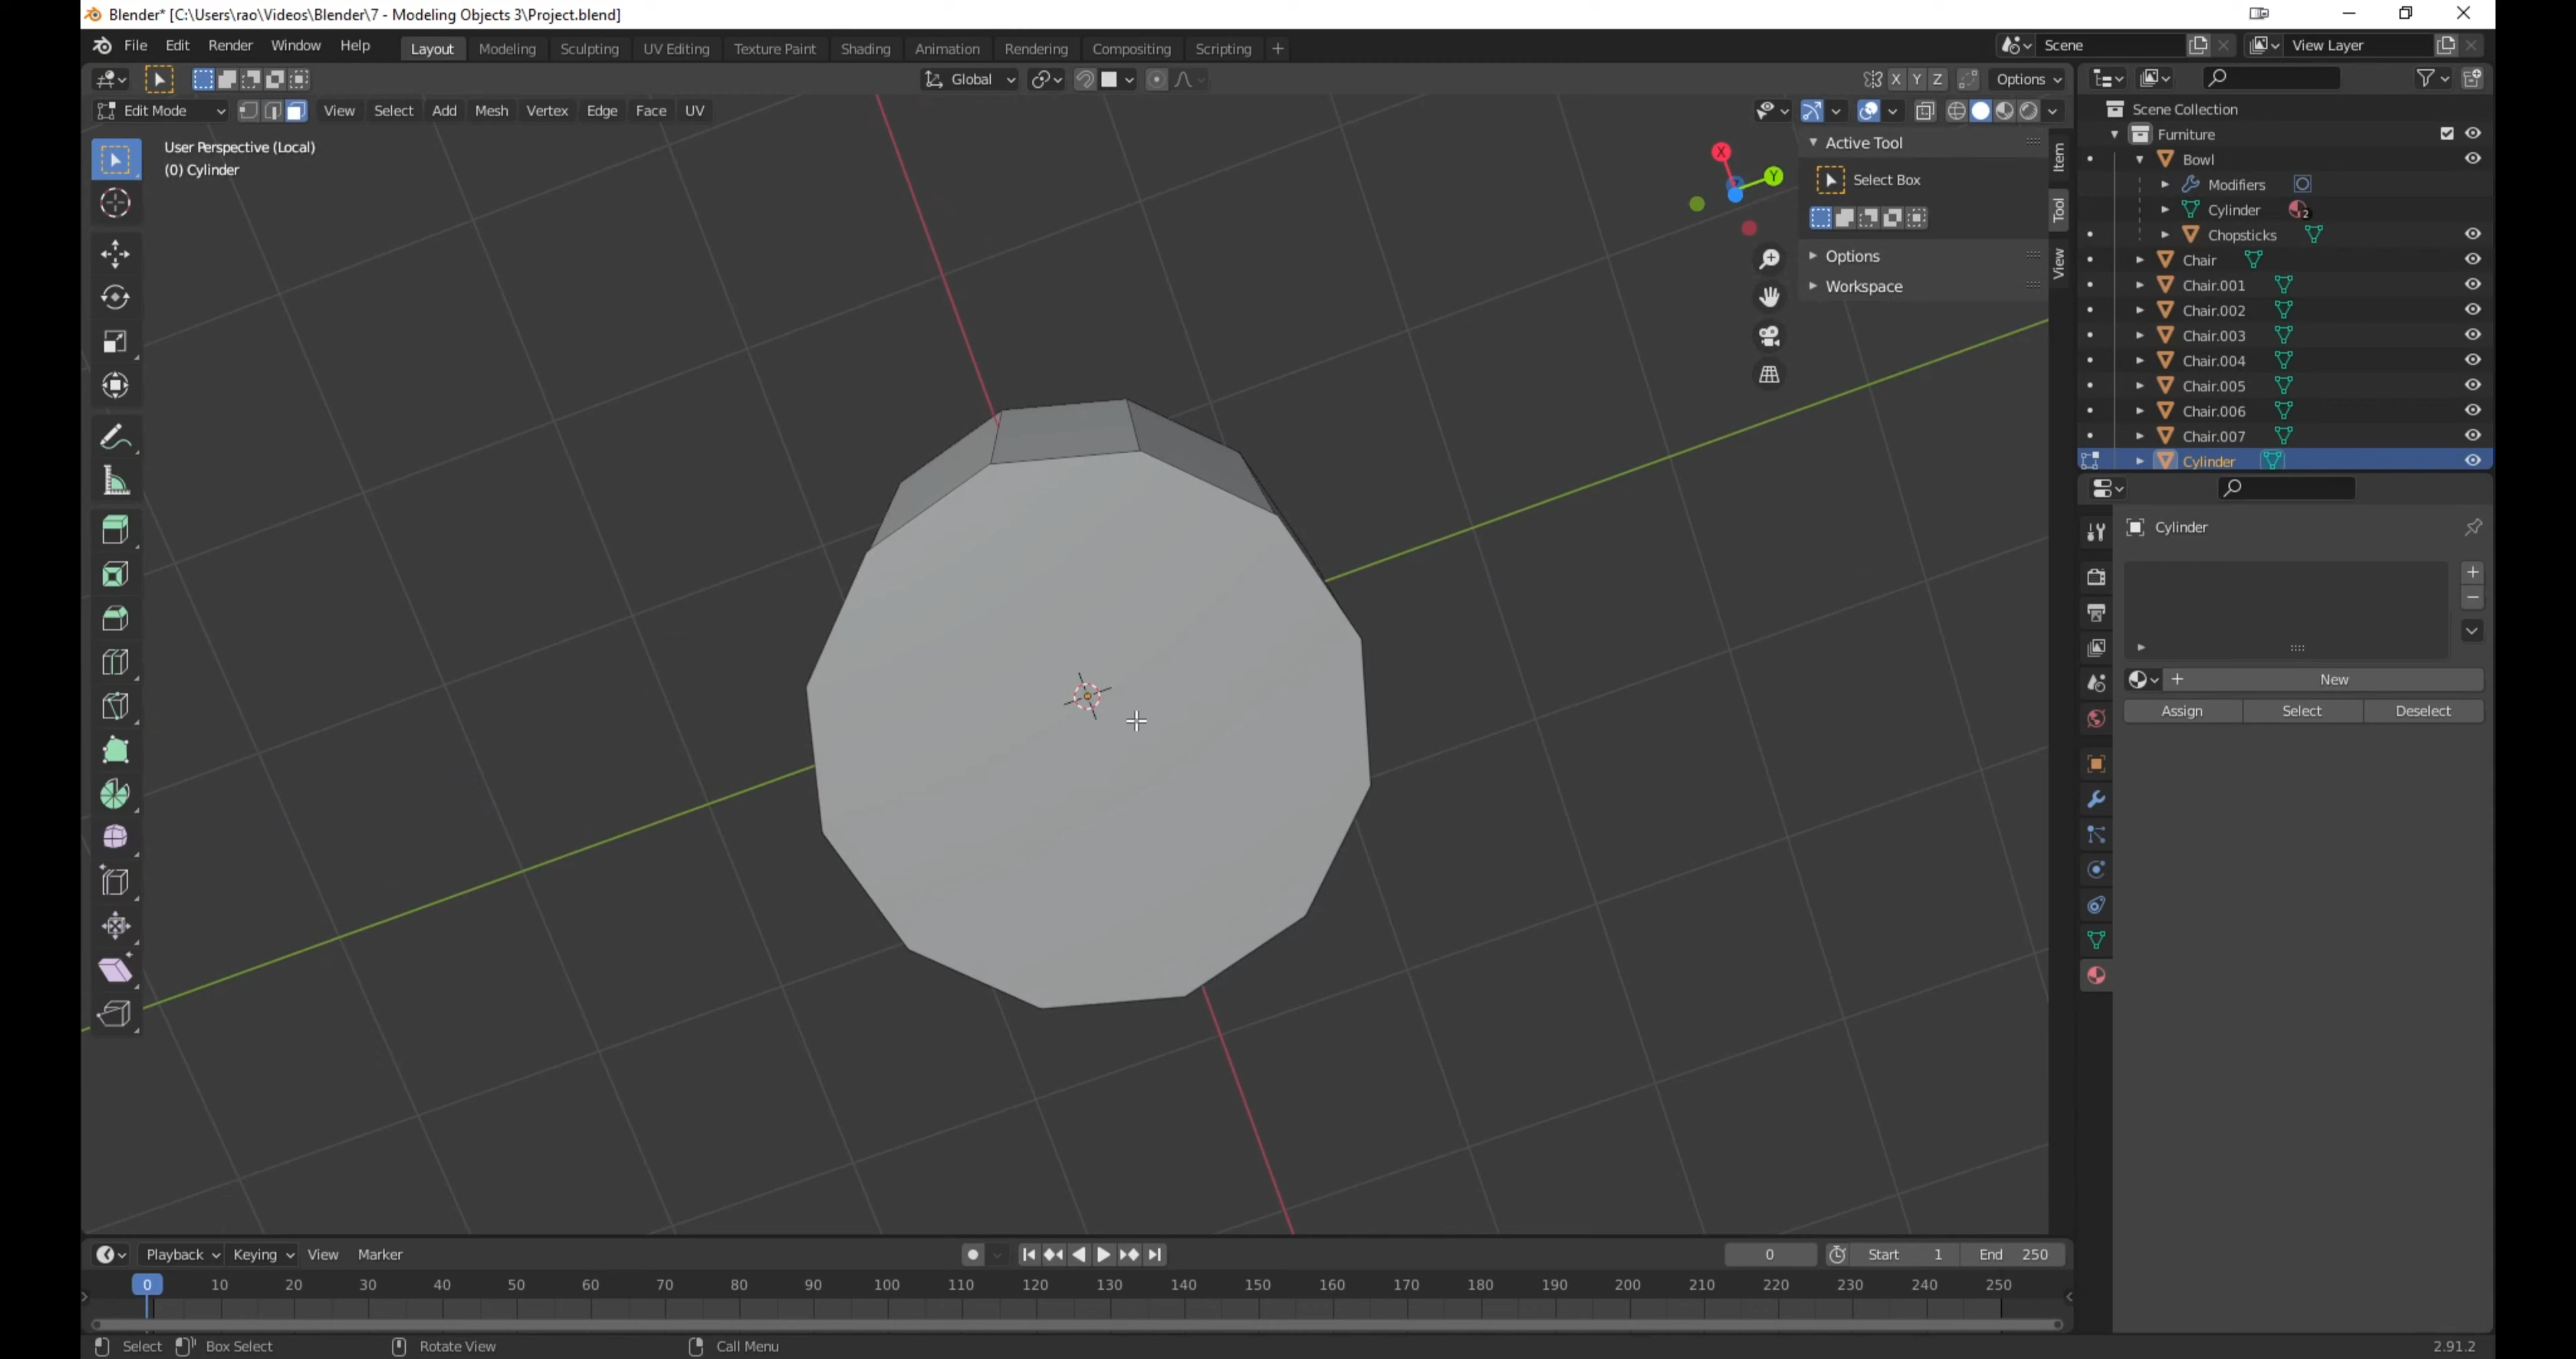 Blender* [C:\Users\rao\Videos\Blender\7 - Modeling Objects 3\Project.blend]
File Edit Render Window Help Layout Modeling Sculpting UV Editing Texture Paint Shading Animation Rendering Compositing Scripting + Scene View Layer
Global X Y Z Options
Edit Mode View Select Add Mesh Vertex Edge Face UV
User Perspective (Local)
(0) Cylinder
X
Y
Active Tool
Select Box
Options
Workspace
Item
Tool
View
Scene Collection
Furniture
Bowl
Modifiers
Cylinder 2
Chopsticks
Chair
Chair.001
Chair.002
Chair.003
Chair.004
Chair.005
Chair.006
Chair.007
Cylinder
Cylinder
New
Assign Select Deselect
Playback Keying View Marker 0 Start 1 End 250
0 10 20 30 40 50 60 70 80 90 100 110 120 130 140 150 160 170 180 190 200 210 220 230 240 250
Select Box Select Rotate View Call Menu 2.91.2